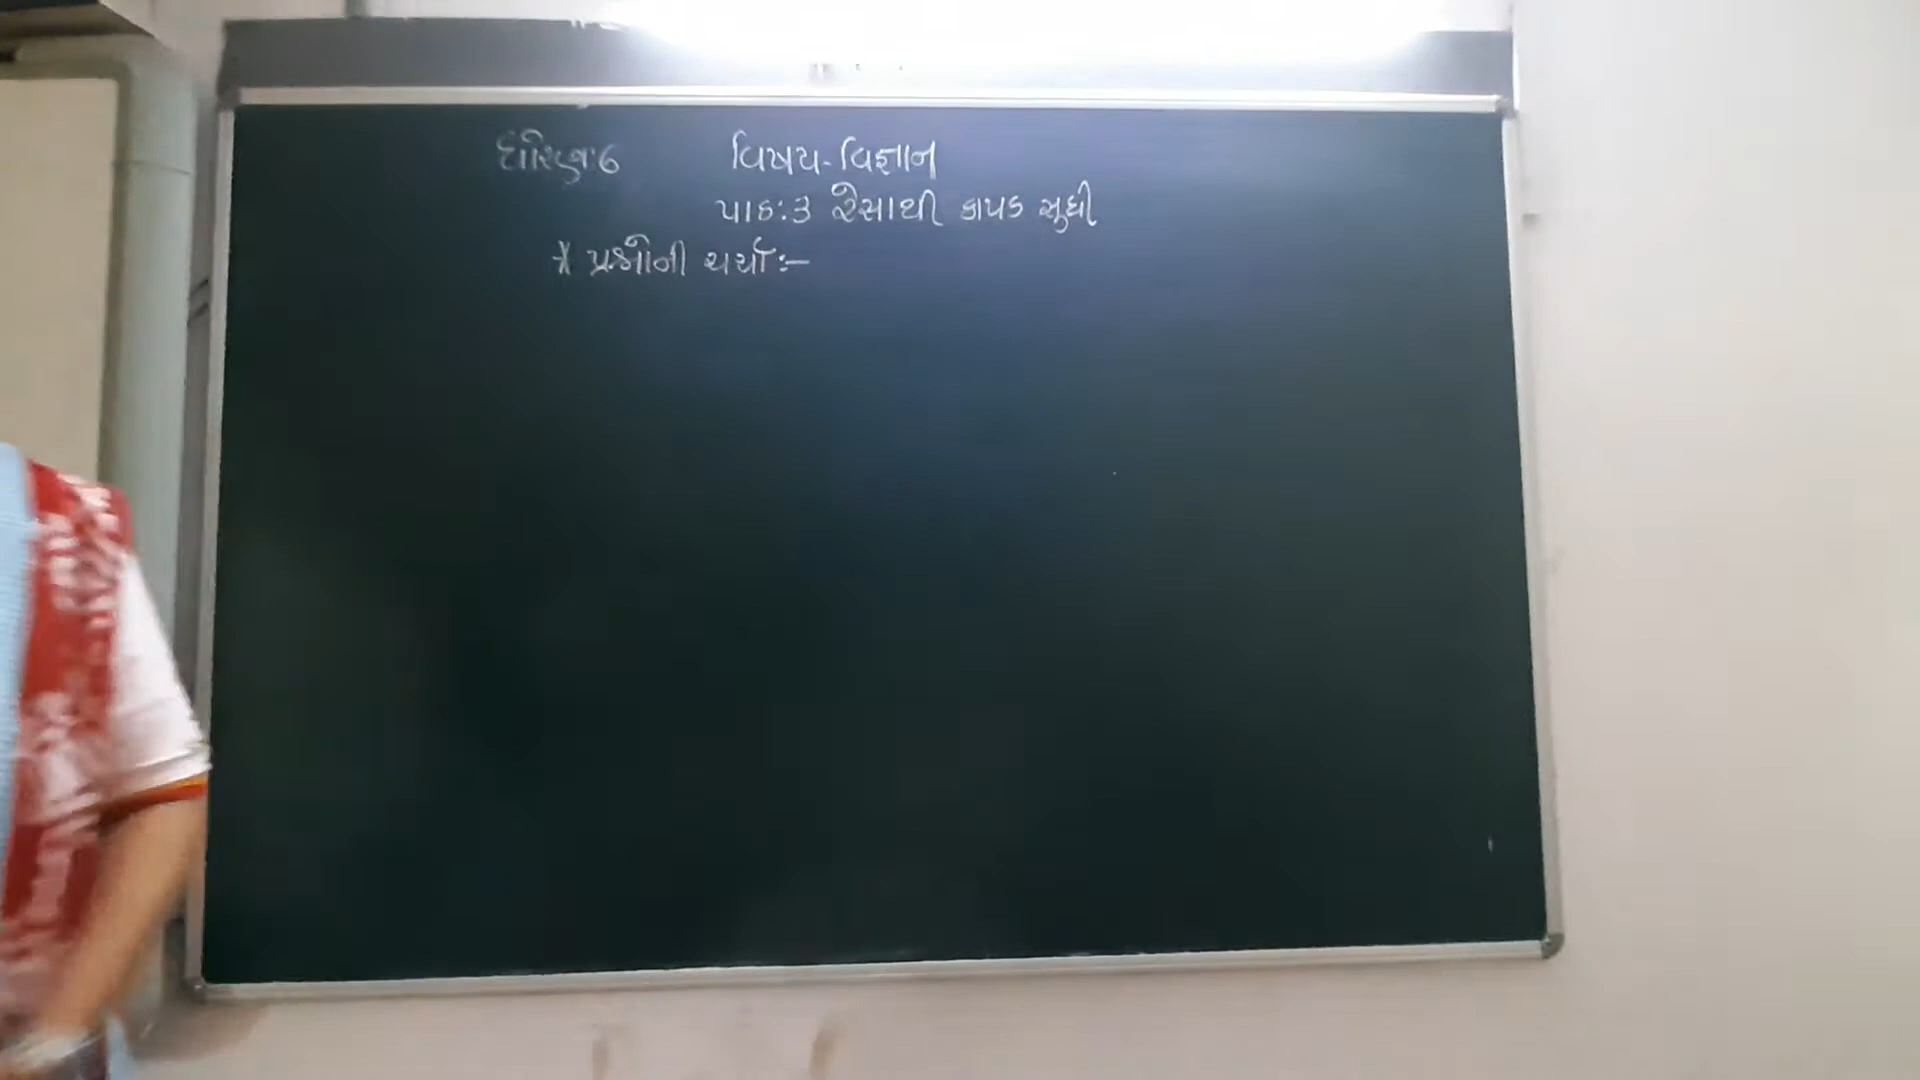 ધોરણ:6 વિષય-વિજ્ઞાન
પાઠ:3 રેસાથી કાપડ સુધી
* પ્રશ્નોની ચર્ચા:-